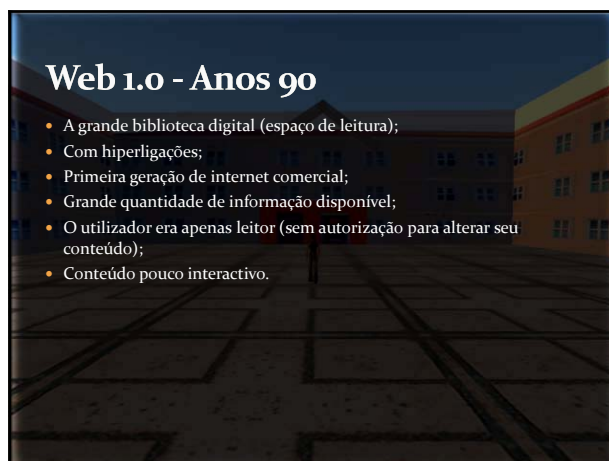 Web 1.0 - Anos 90
• A grande biblioteca digital (espaço de leitura);
• Com hiperligações;
• Primeira geração de internet comercial;
• Grande quantidade de informação disponível;
• O utilizador era apenas leitor (sem autorização para alterar seu
conteúdo);
• Conteúdo pouco interactivo.